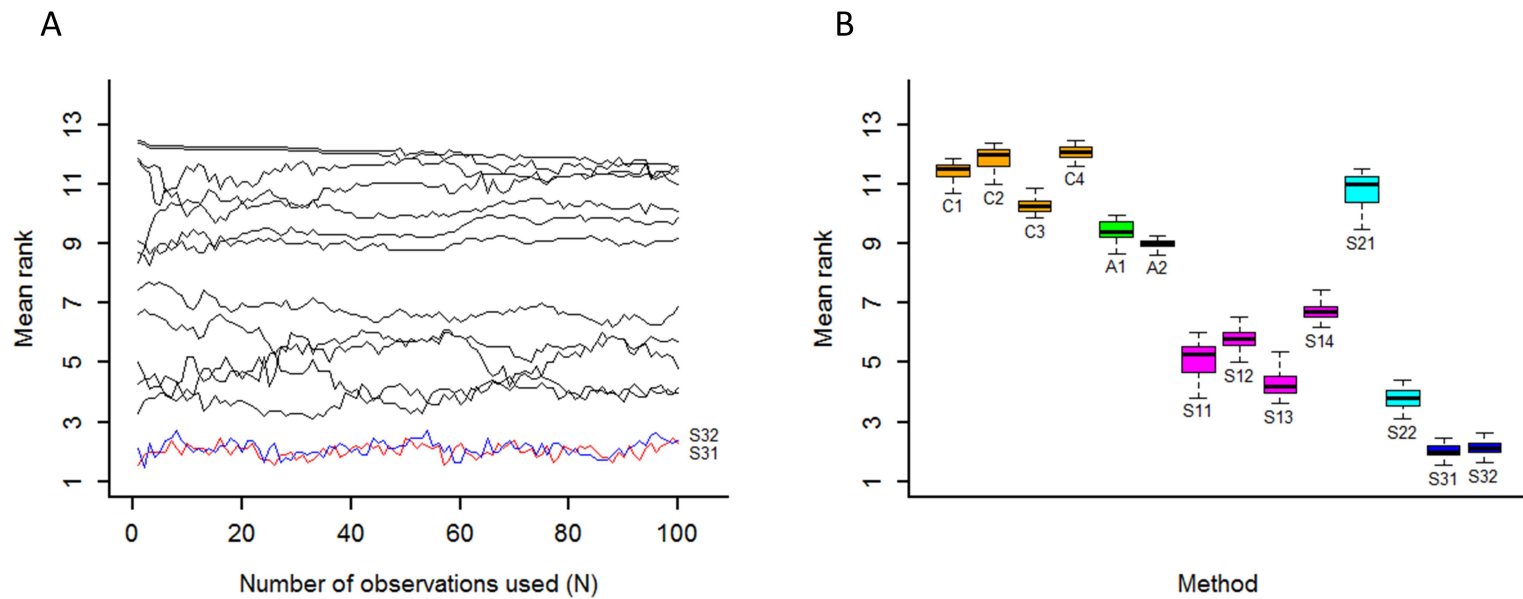 A
Mean rank
13
11
9
7
5
3
1
S32
S31
0 20 40 60 80 100
Number of observations used (N)
B
Mean rank
13
11
9
7
5
3
1
C1
C2
C3
C4
A1
A2
S11
S12
S13
S14
S21
S22
S31
S32
Method